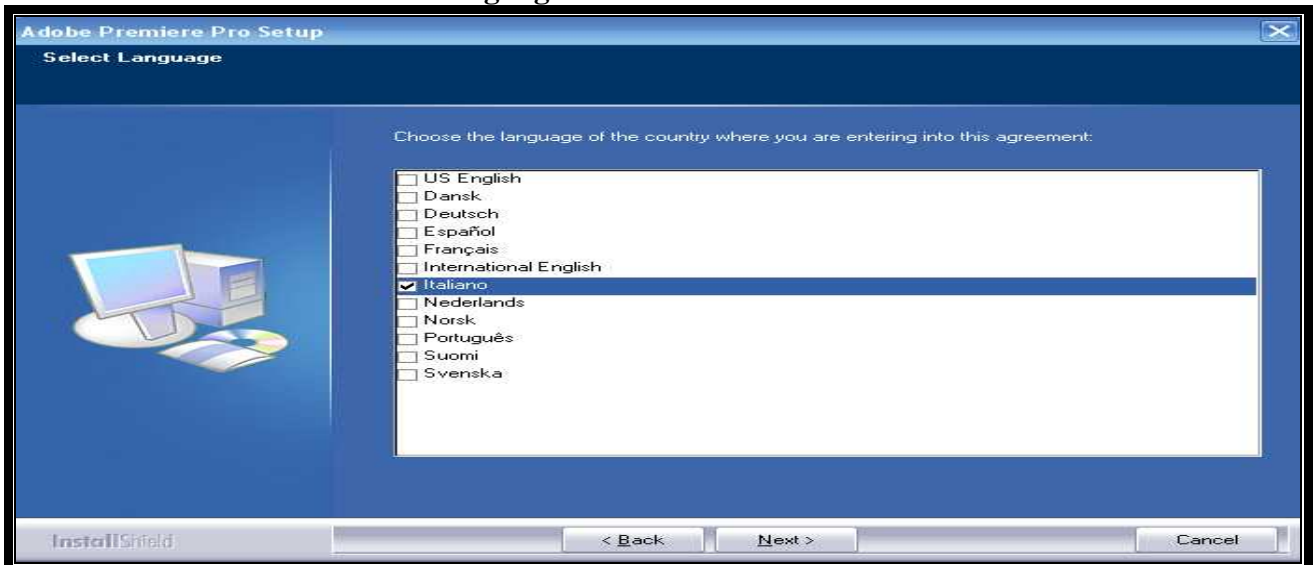 Adobe Premiere Pro Setup
Select Language
Choose the language of the country where you are entering into this agreement:
US English
Dansk
Deutsch
Español
Français
International English
Italiano
Nederlands
Norsk
Português
Suomi
Svenska
InstallShield
< Back
Next >
Cancel